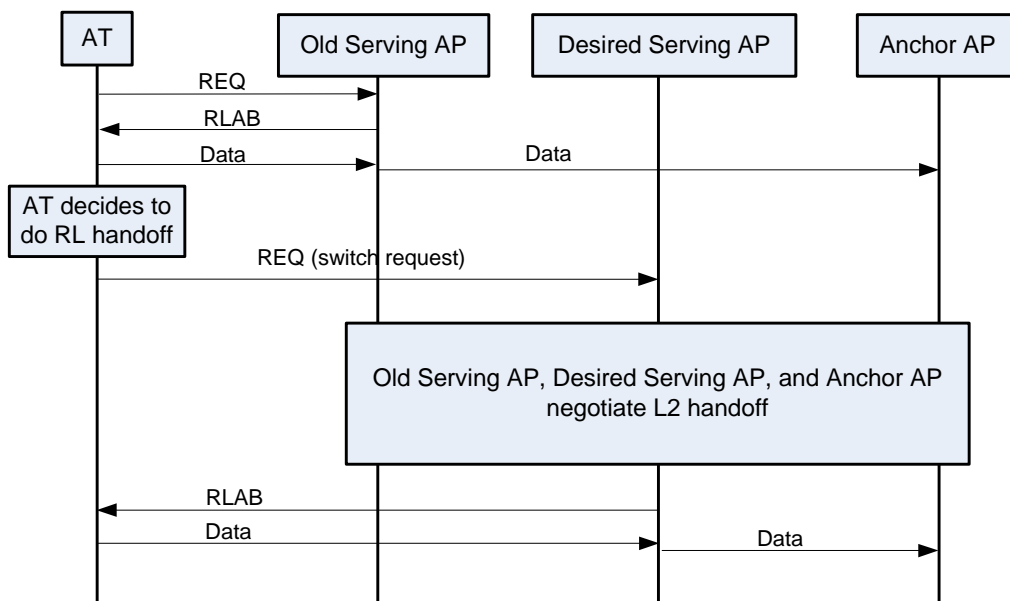 AT
Old Serving AP
Desired Serving AP
Anchor AP
REQ
RLAB
Data
Data
AT decides to
do RL handoff
REQ (switch request)
Old Serving AP, Desired Serving AP, and Anchor AP
negotiate L2 handoff
RLAB
Data
Data